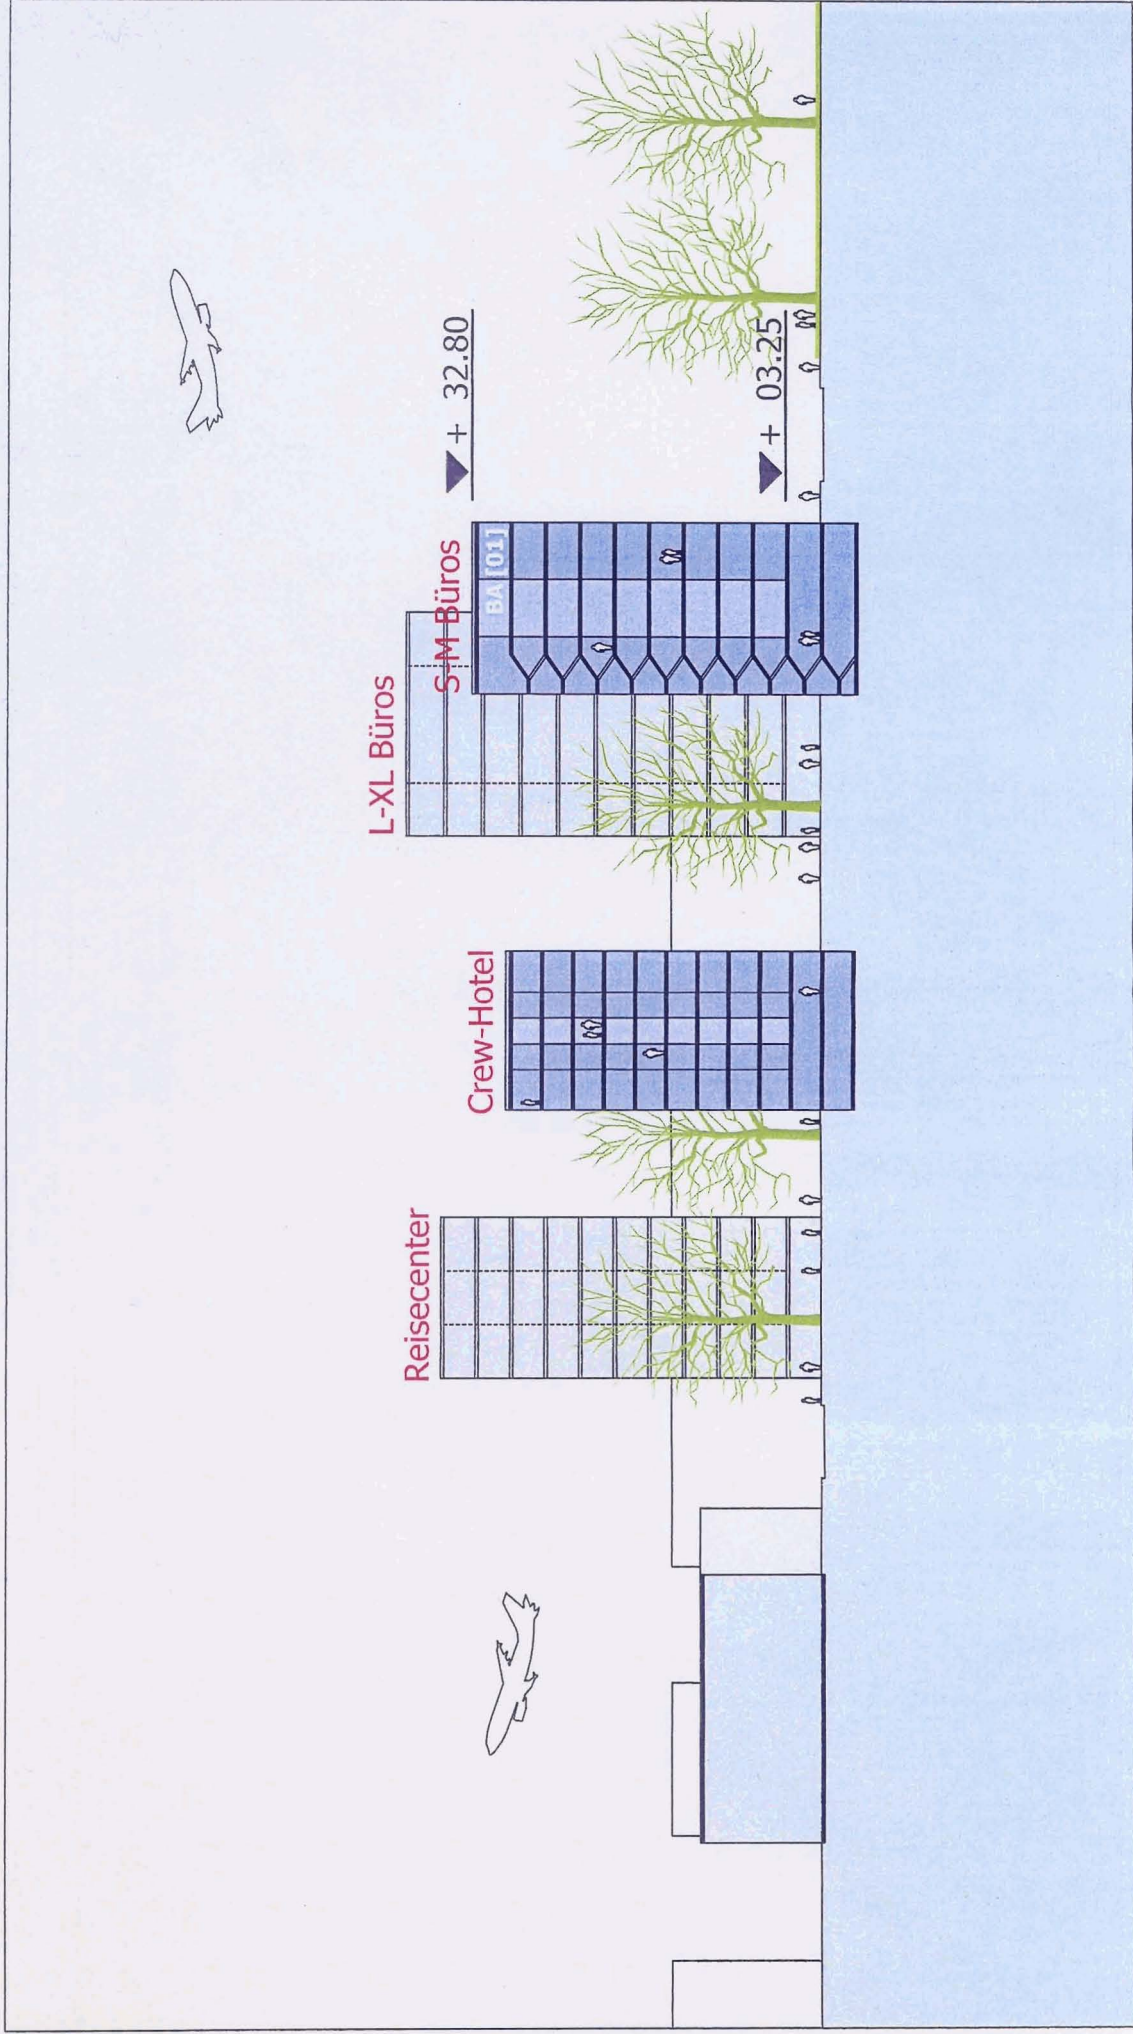 Reisecenter
Crew-Hotel
L-XL Büros
S-M Büros
BA [01]
+ 32.80
+ 03.25